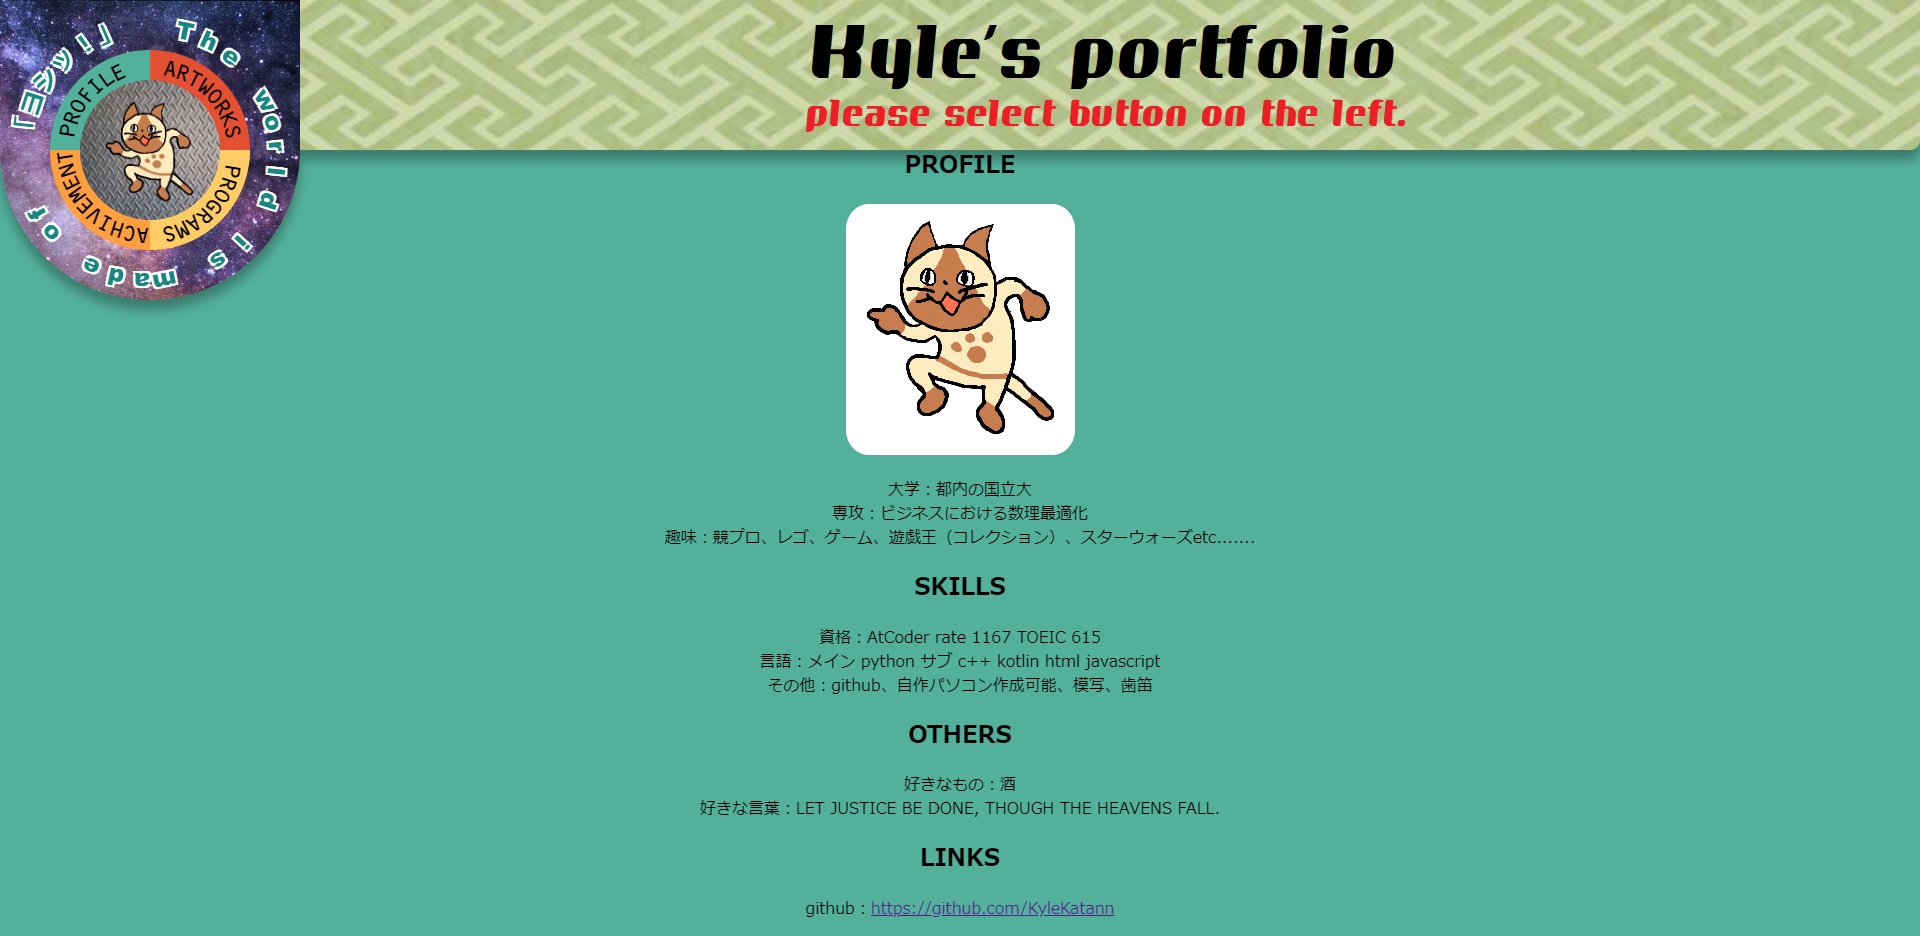 The world is made of 「ヨシッ！」
PROFILE
ARTWORKS
PROGRAMS
ACHIVEMENT
Kyle's portfolio
please select button on the left.
PROFILE
大学：都内の国立大
専攻：ビジネスにおける数理最適化
趣味：競プロ、レゴ、ゲーム、遊戯王（コレクション）、スターウォーズetc.......
SKILLS
資格：AtCoder rate 1167 TOEIC 615
言語：メイン python サブ c++ kotlin html javascript
その他：github、自作パソコン作成可能、模写、歯笛
OTHERS
好きなもの：酒
好きな言葉：LET JUSTICE BE DONE, THOUGH THE HEAVENS FALL.
LINKS
github：https://github.com/KyleKatann